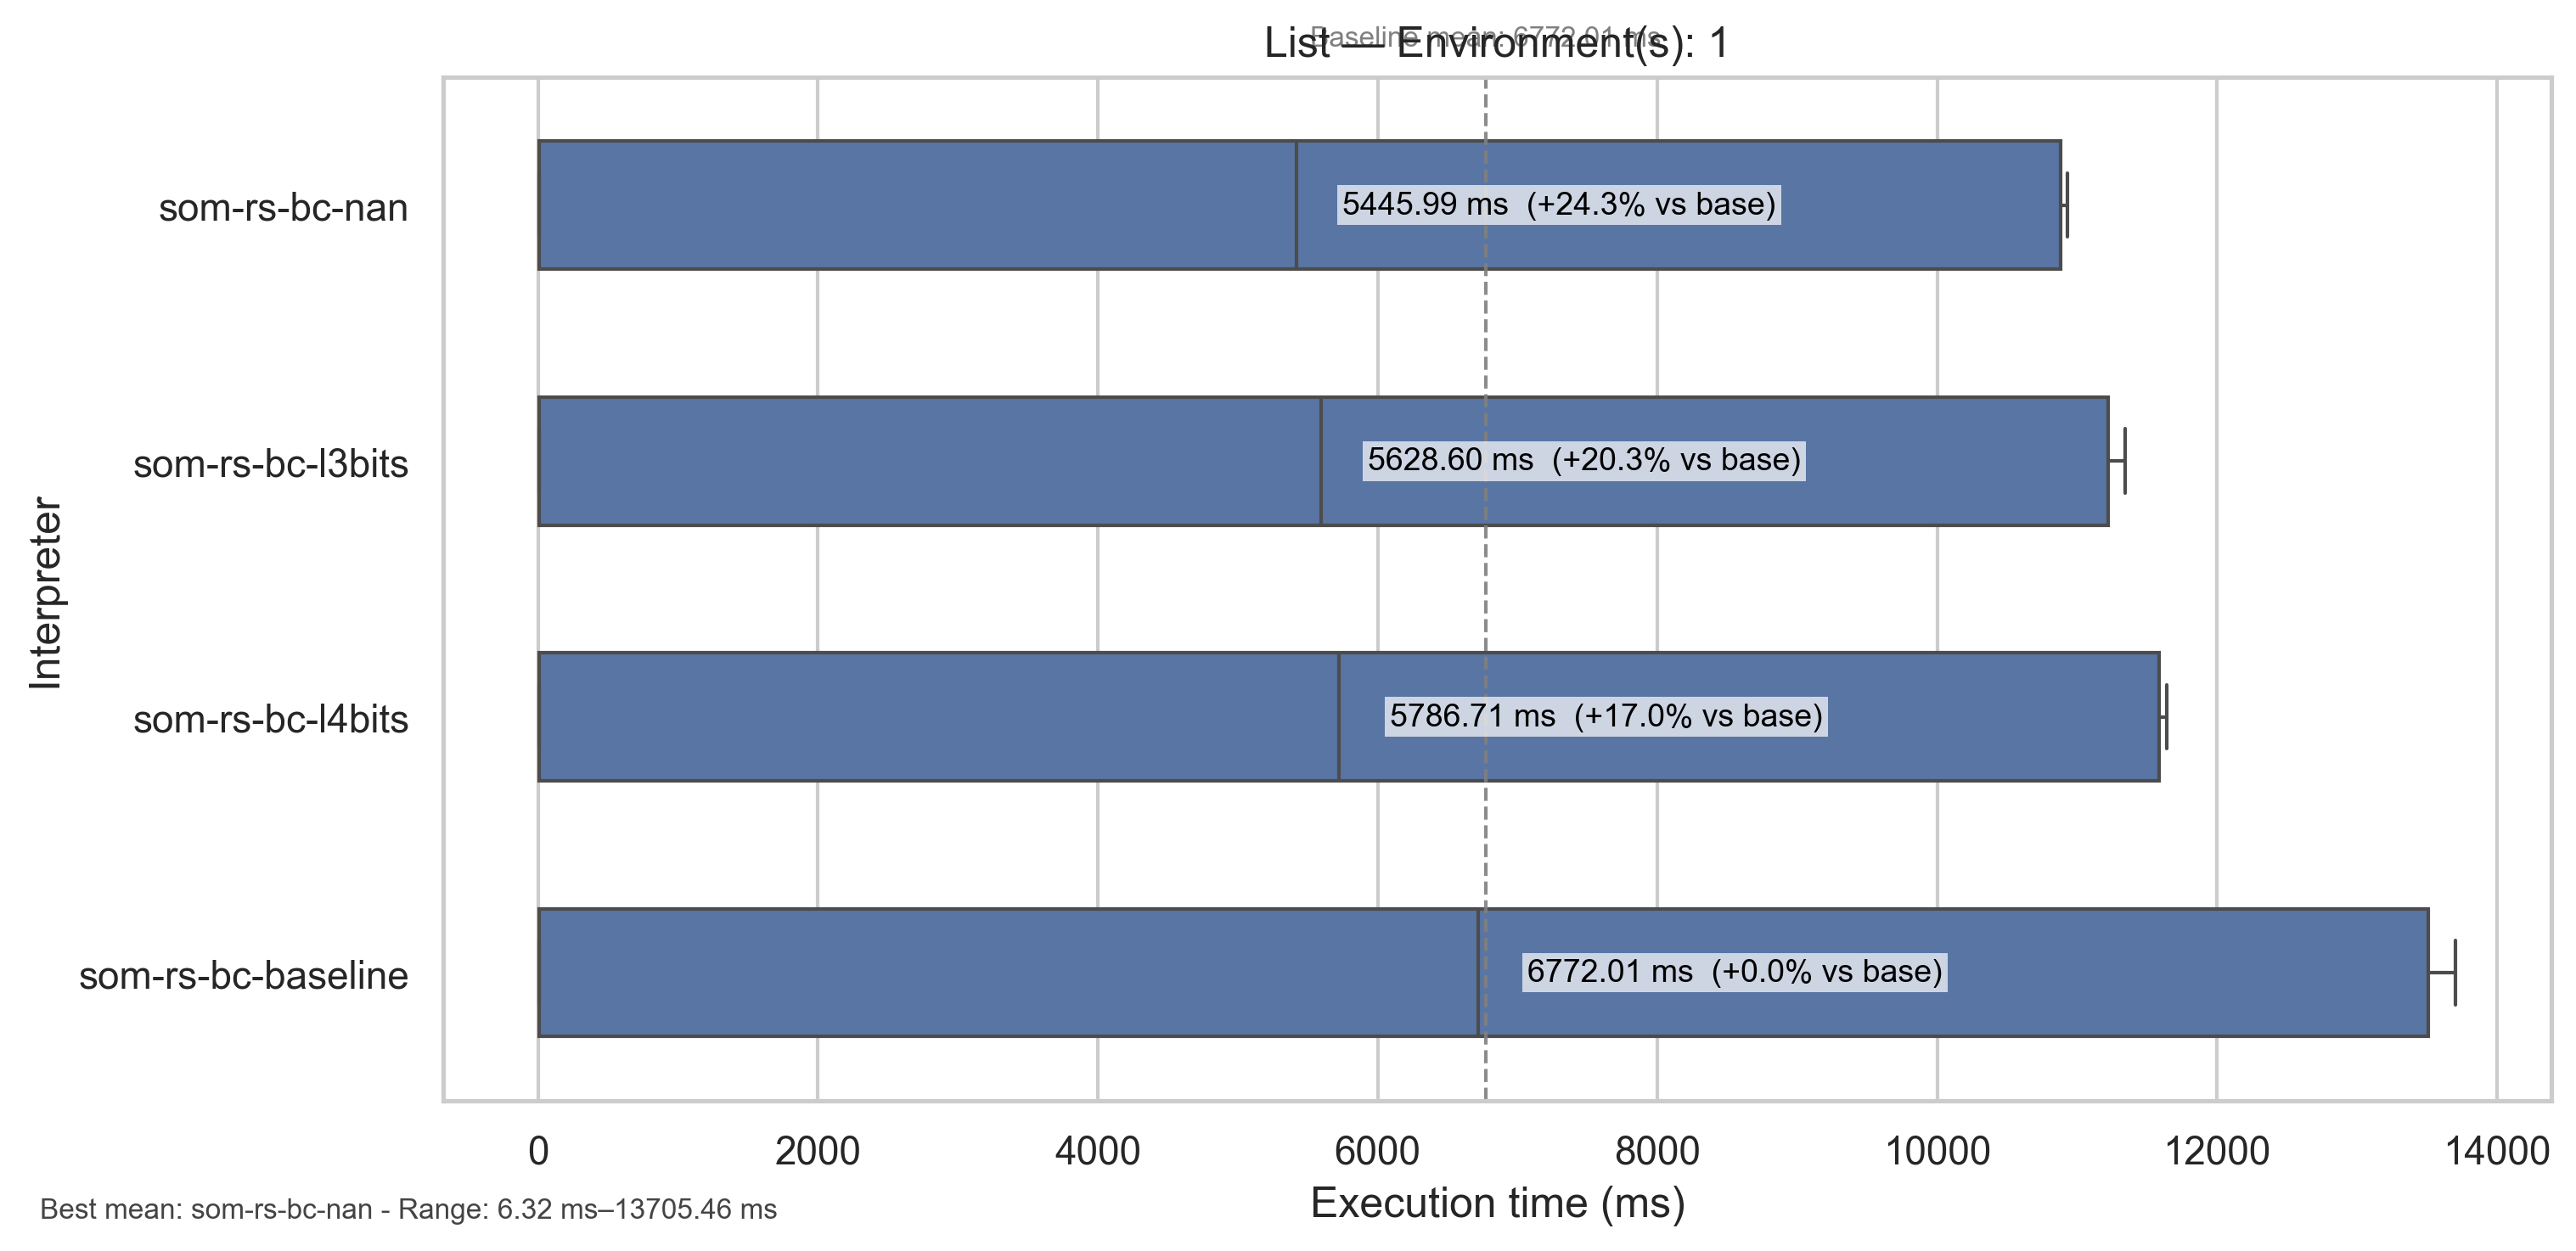 Baseline mean: 6772.01 ms
List — Environment(s): 1
som-rs-bc-nan
5445.99 ms (+24.3% vs base)
som-rs-bc-l3bits
5628.60 ms (+20.3% vs base)
som-rs-bc-l4bits
5786.71 ms (+17.0% vs base)
som-rs-bc-baseline
6772.01 ms (+0.0% vs base)
Interpreter
0 2000 4000 6000 8000 10000 12000 14000
Execution time (ms)
Best mean: som-rs-bc-nan - Range: 6.32 ms–13705.46 ms